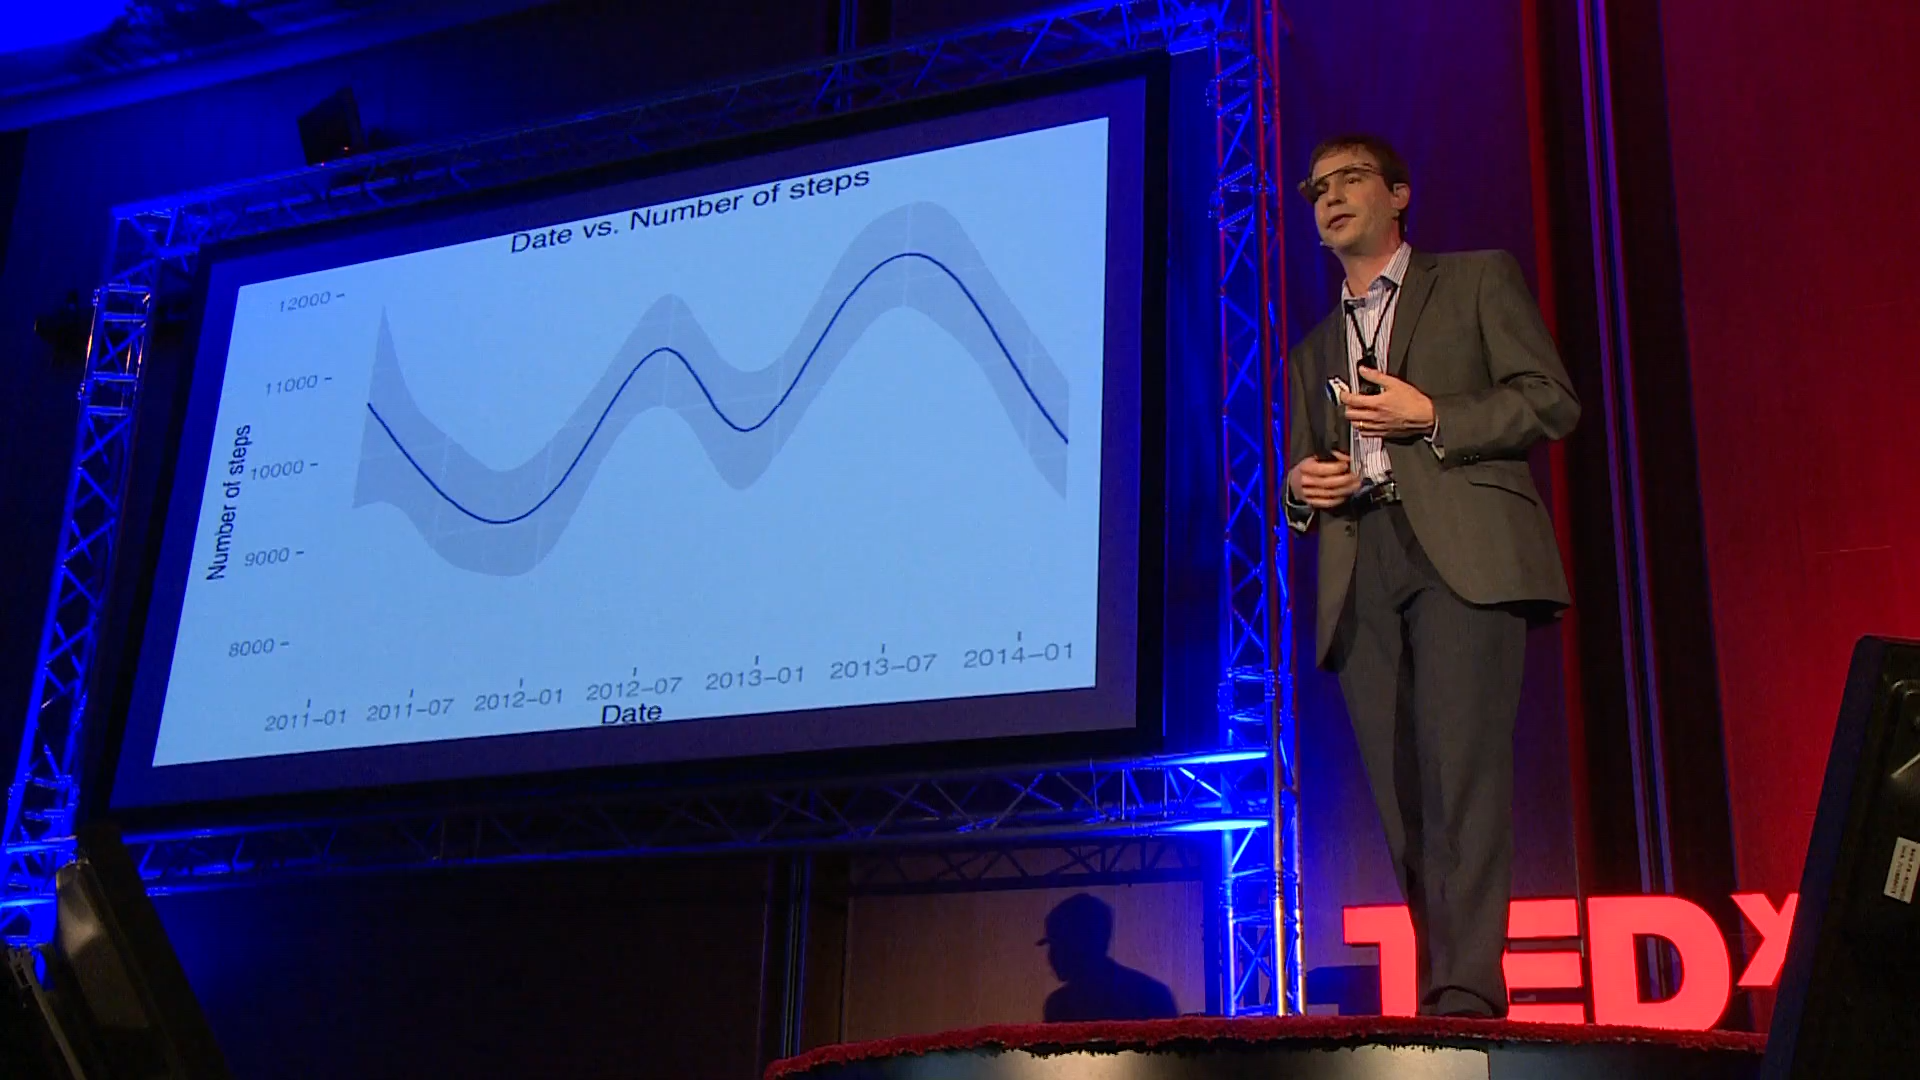 Date vs. Number of steps
12000
11000
10000
9000
8000
Number of steps
2011-01 2011-07 2012-01 2012-07 2013-01 2013-07 2014-01
Date
TEDx